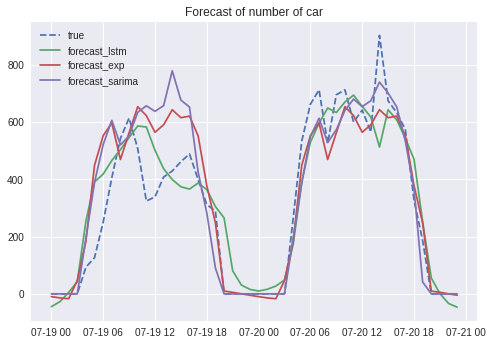 Forecast of number of car
true
forecast_lstm
forecast_exp
forecast_sarima
800
600
400
200
0
07-19 00 07-19 06 07-19 12 07-19 18 07-20 00 07-20 06 07-20 12 07-20 18 07-21 00